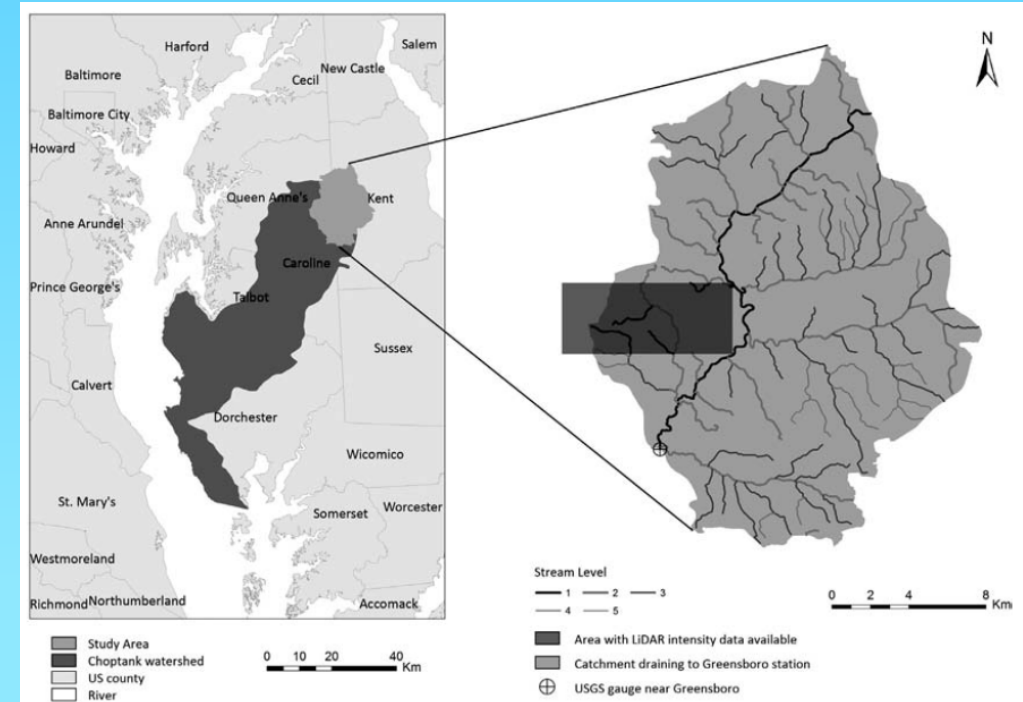 Harford
Salem
New Castle
Baltimore
Cecil
Baltimore City
Howard
Queen Anne's
Kent
Anne Arundel
Caroline
Prince George's
Talbot
Sussex
Calvert
Dorchester
Wicomico
St. Mary's
Somerset
Worcester
Westmoreland
Richmond
Northumberland
Accomack
Study Area
Choptank watershed
US county
River
0 10 20 40
Km
N
Stream Level
1 2 3
4 5
0 2 4 8
Km
Area with LiDAR intensity data available
Catchment draining to Greensboro station
USGS gauge near Greensboro